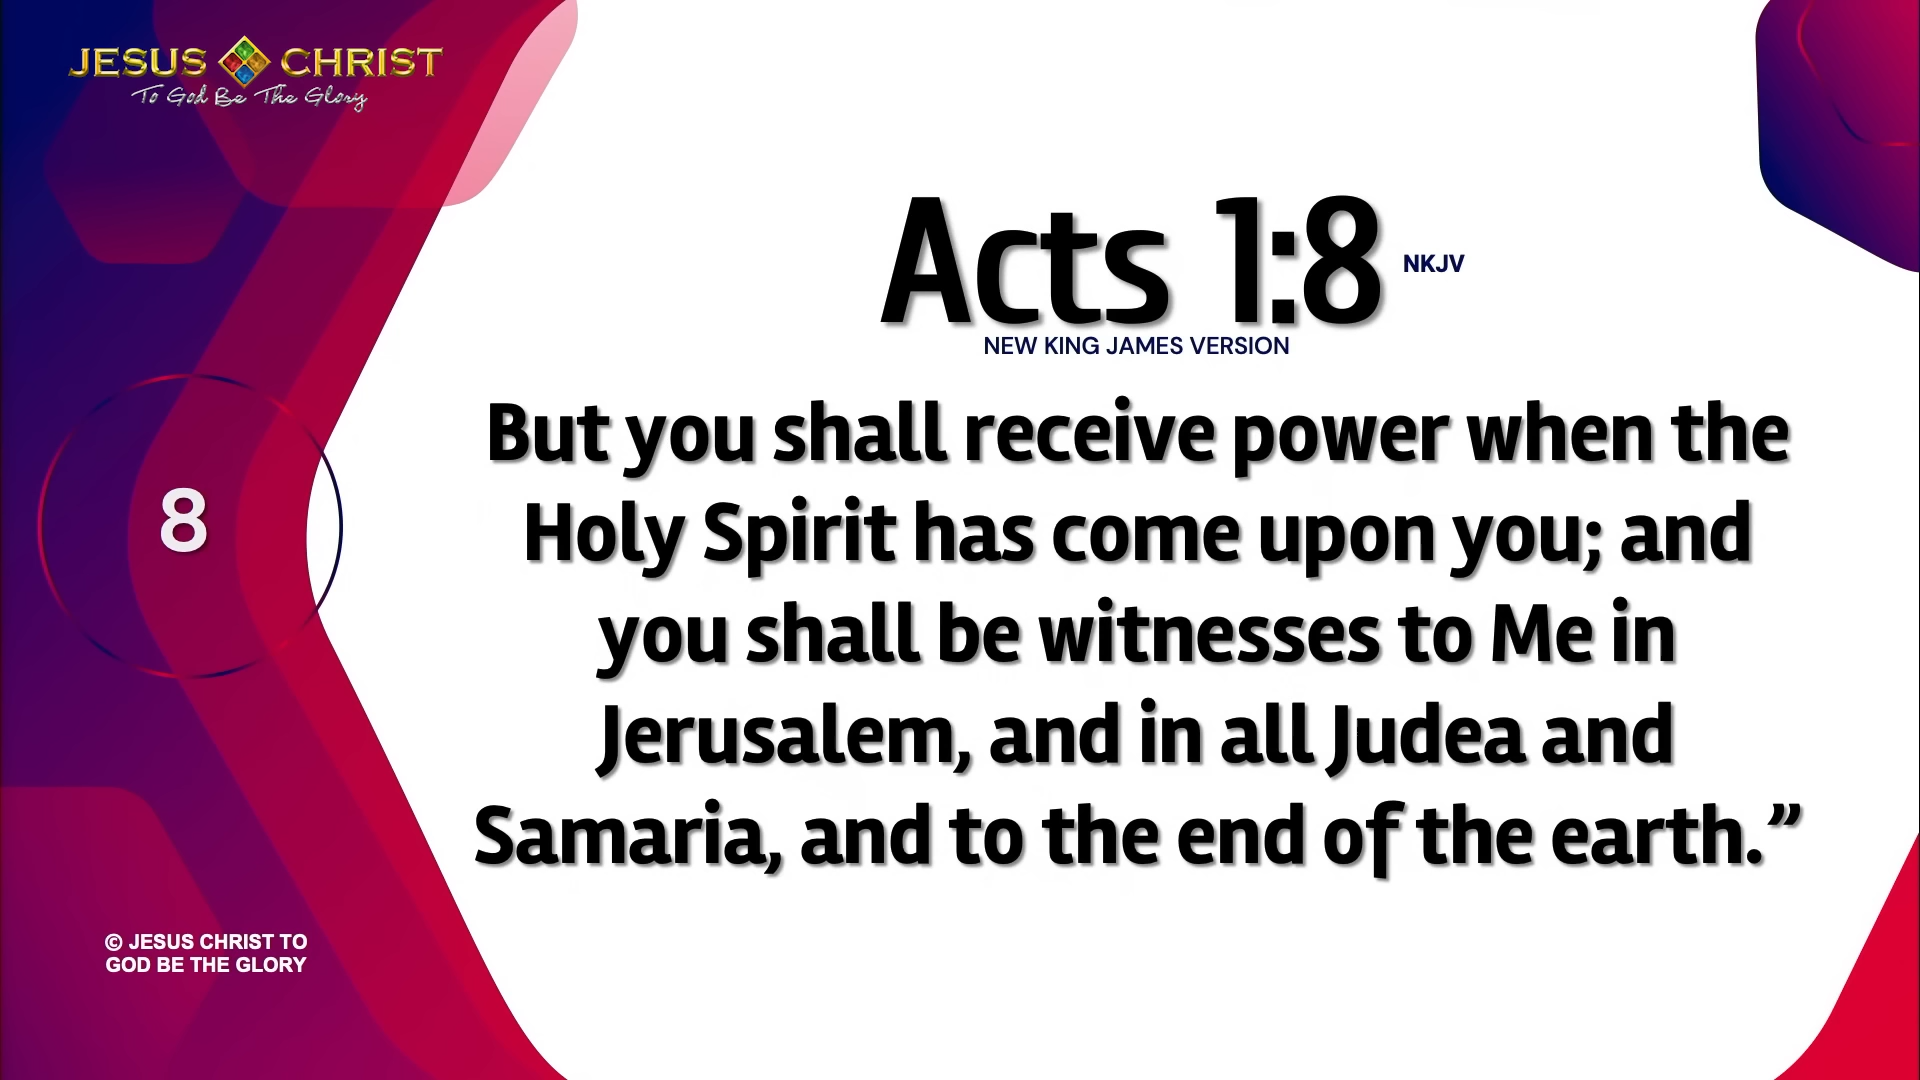 JESUS CHRIST
To God Be The Glory
Acts 1:8 NKJV
NEW KING JAMES VERSION
But you shall receive power when the
Holy Spirit has come upon you; and
you shall be witnesses to Me in
Jerusalem, and in all Judea and
Samaria, and to the end of the earth.”
8
© JESUS CHRIST TO
GOD BE THE GLORY